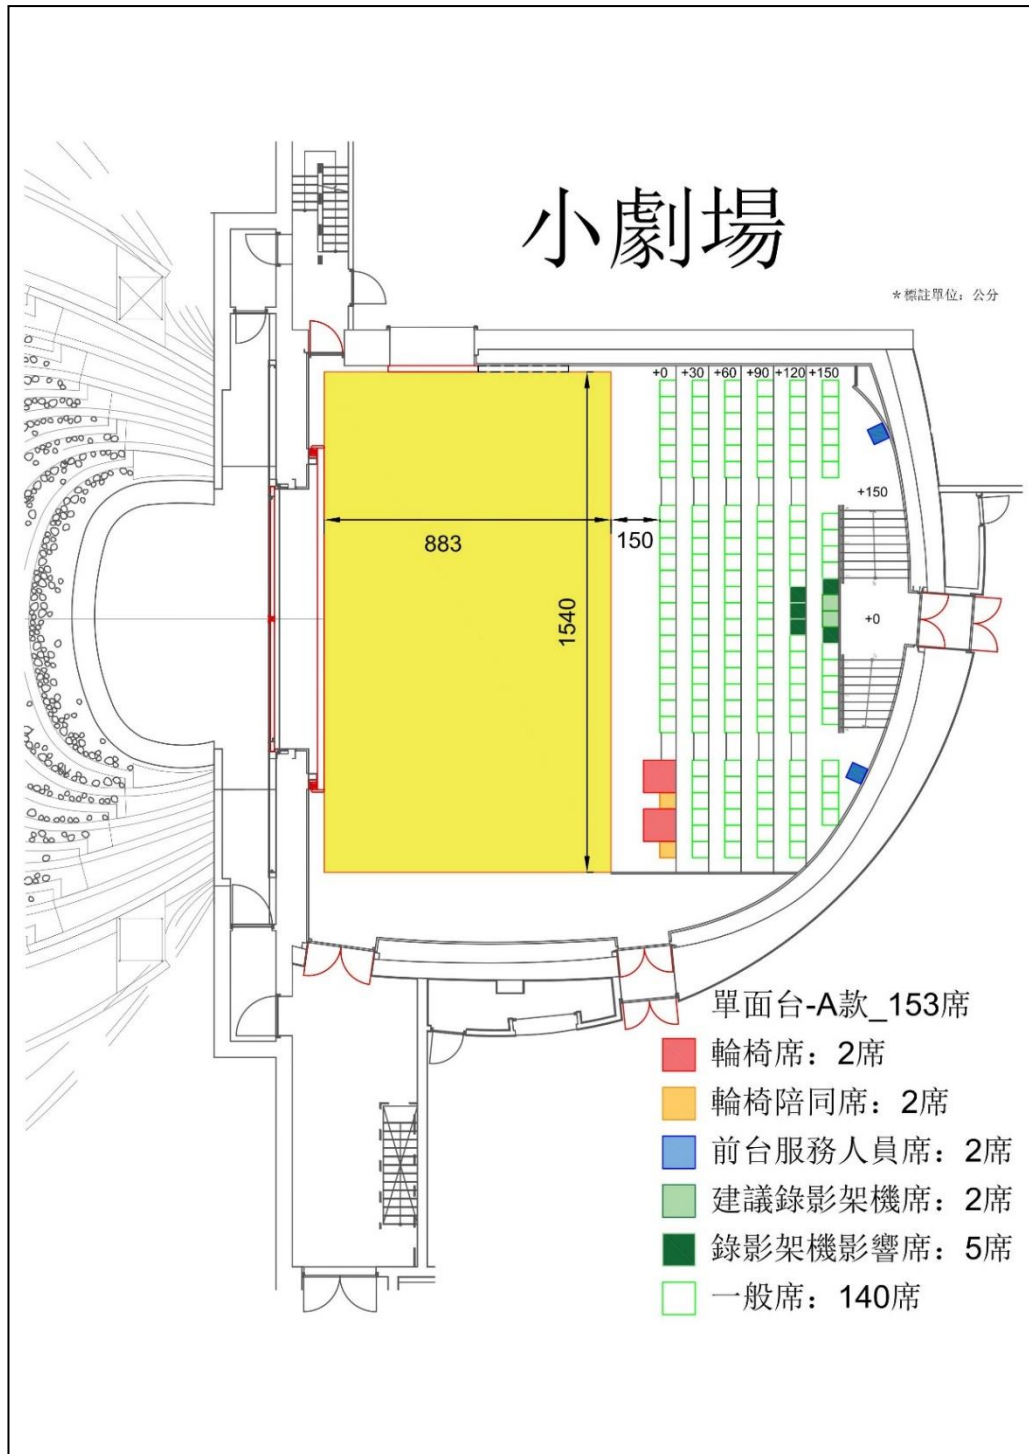 小劇場
*標註單位：公分
+0 +30 +60 +90 +120 +150
+150
883
150
1540
+0
單面台-A款_153席
輪椅席：2席
輪椅陪同席：2席
前台服務人員席：2席
建議錄影架機席：2席
錄影架機影響席：5席
一般席：140席